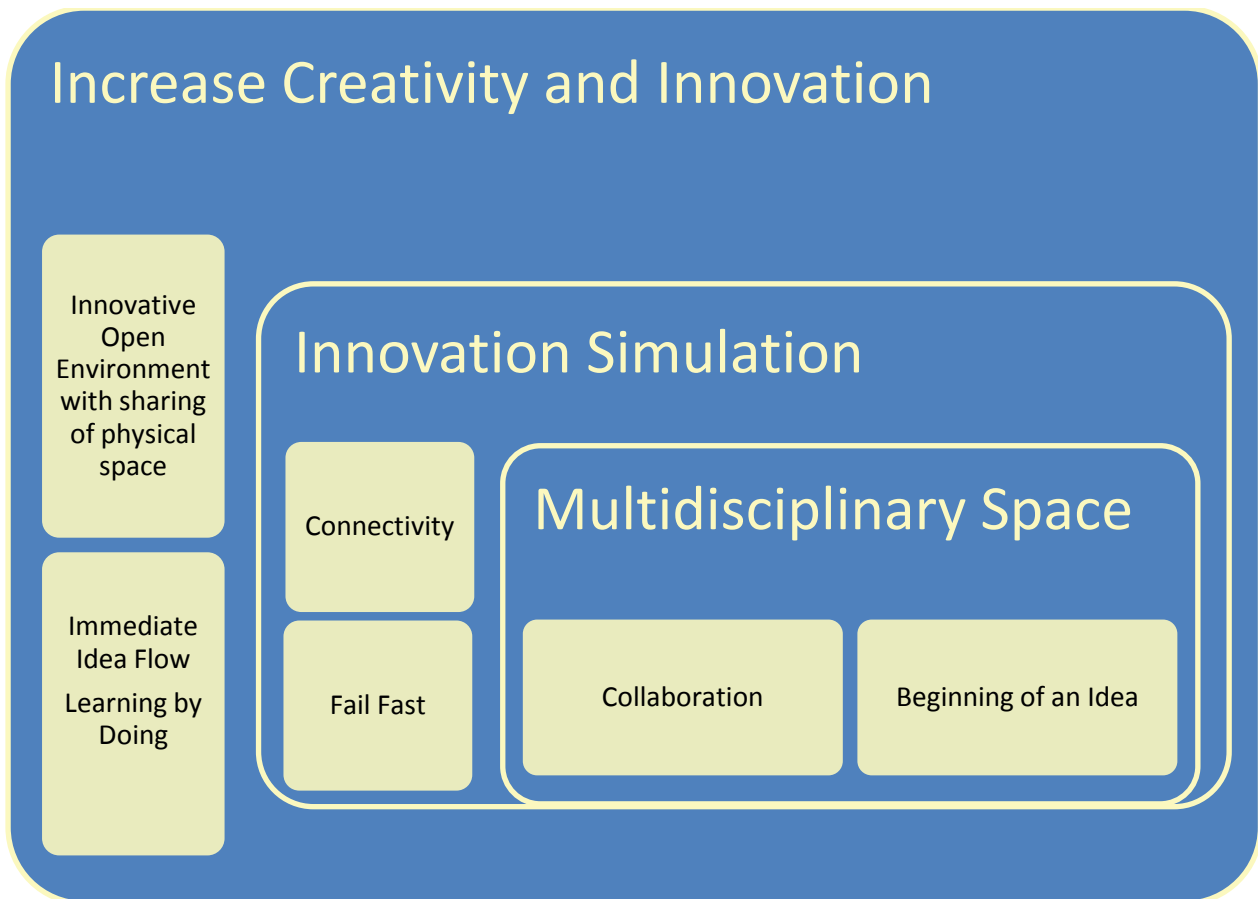 Increase Creativity and Innovation
Innovative
Open
Environment
with sharing
of physical
space
Immediate
Idea Flow
Learning by
Doing
Innovation Simulation
Connectivity
Fail Fast
Multidisciplinary Space
Collaboration
Beginning of an Idea